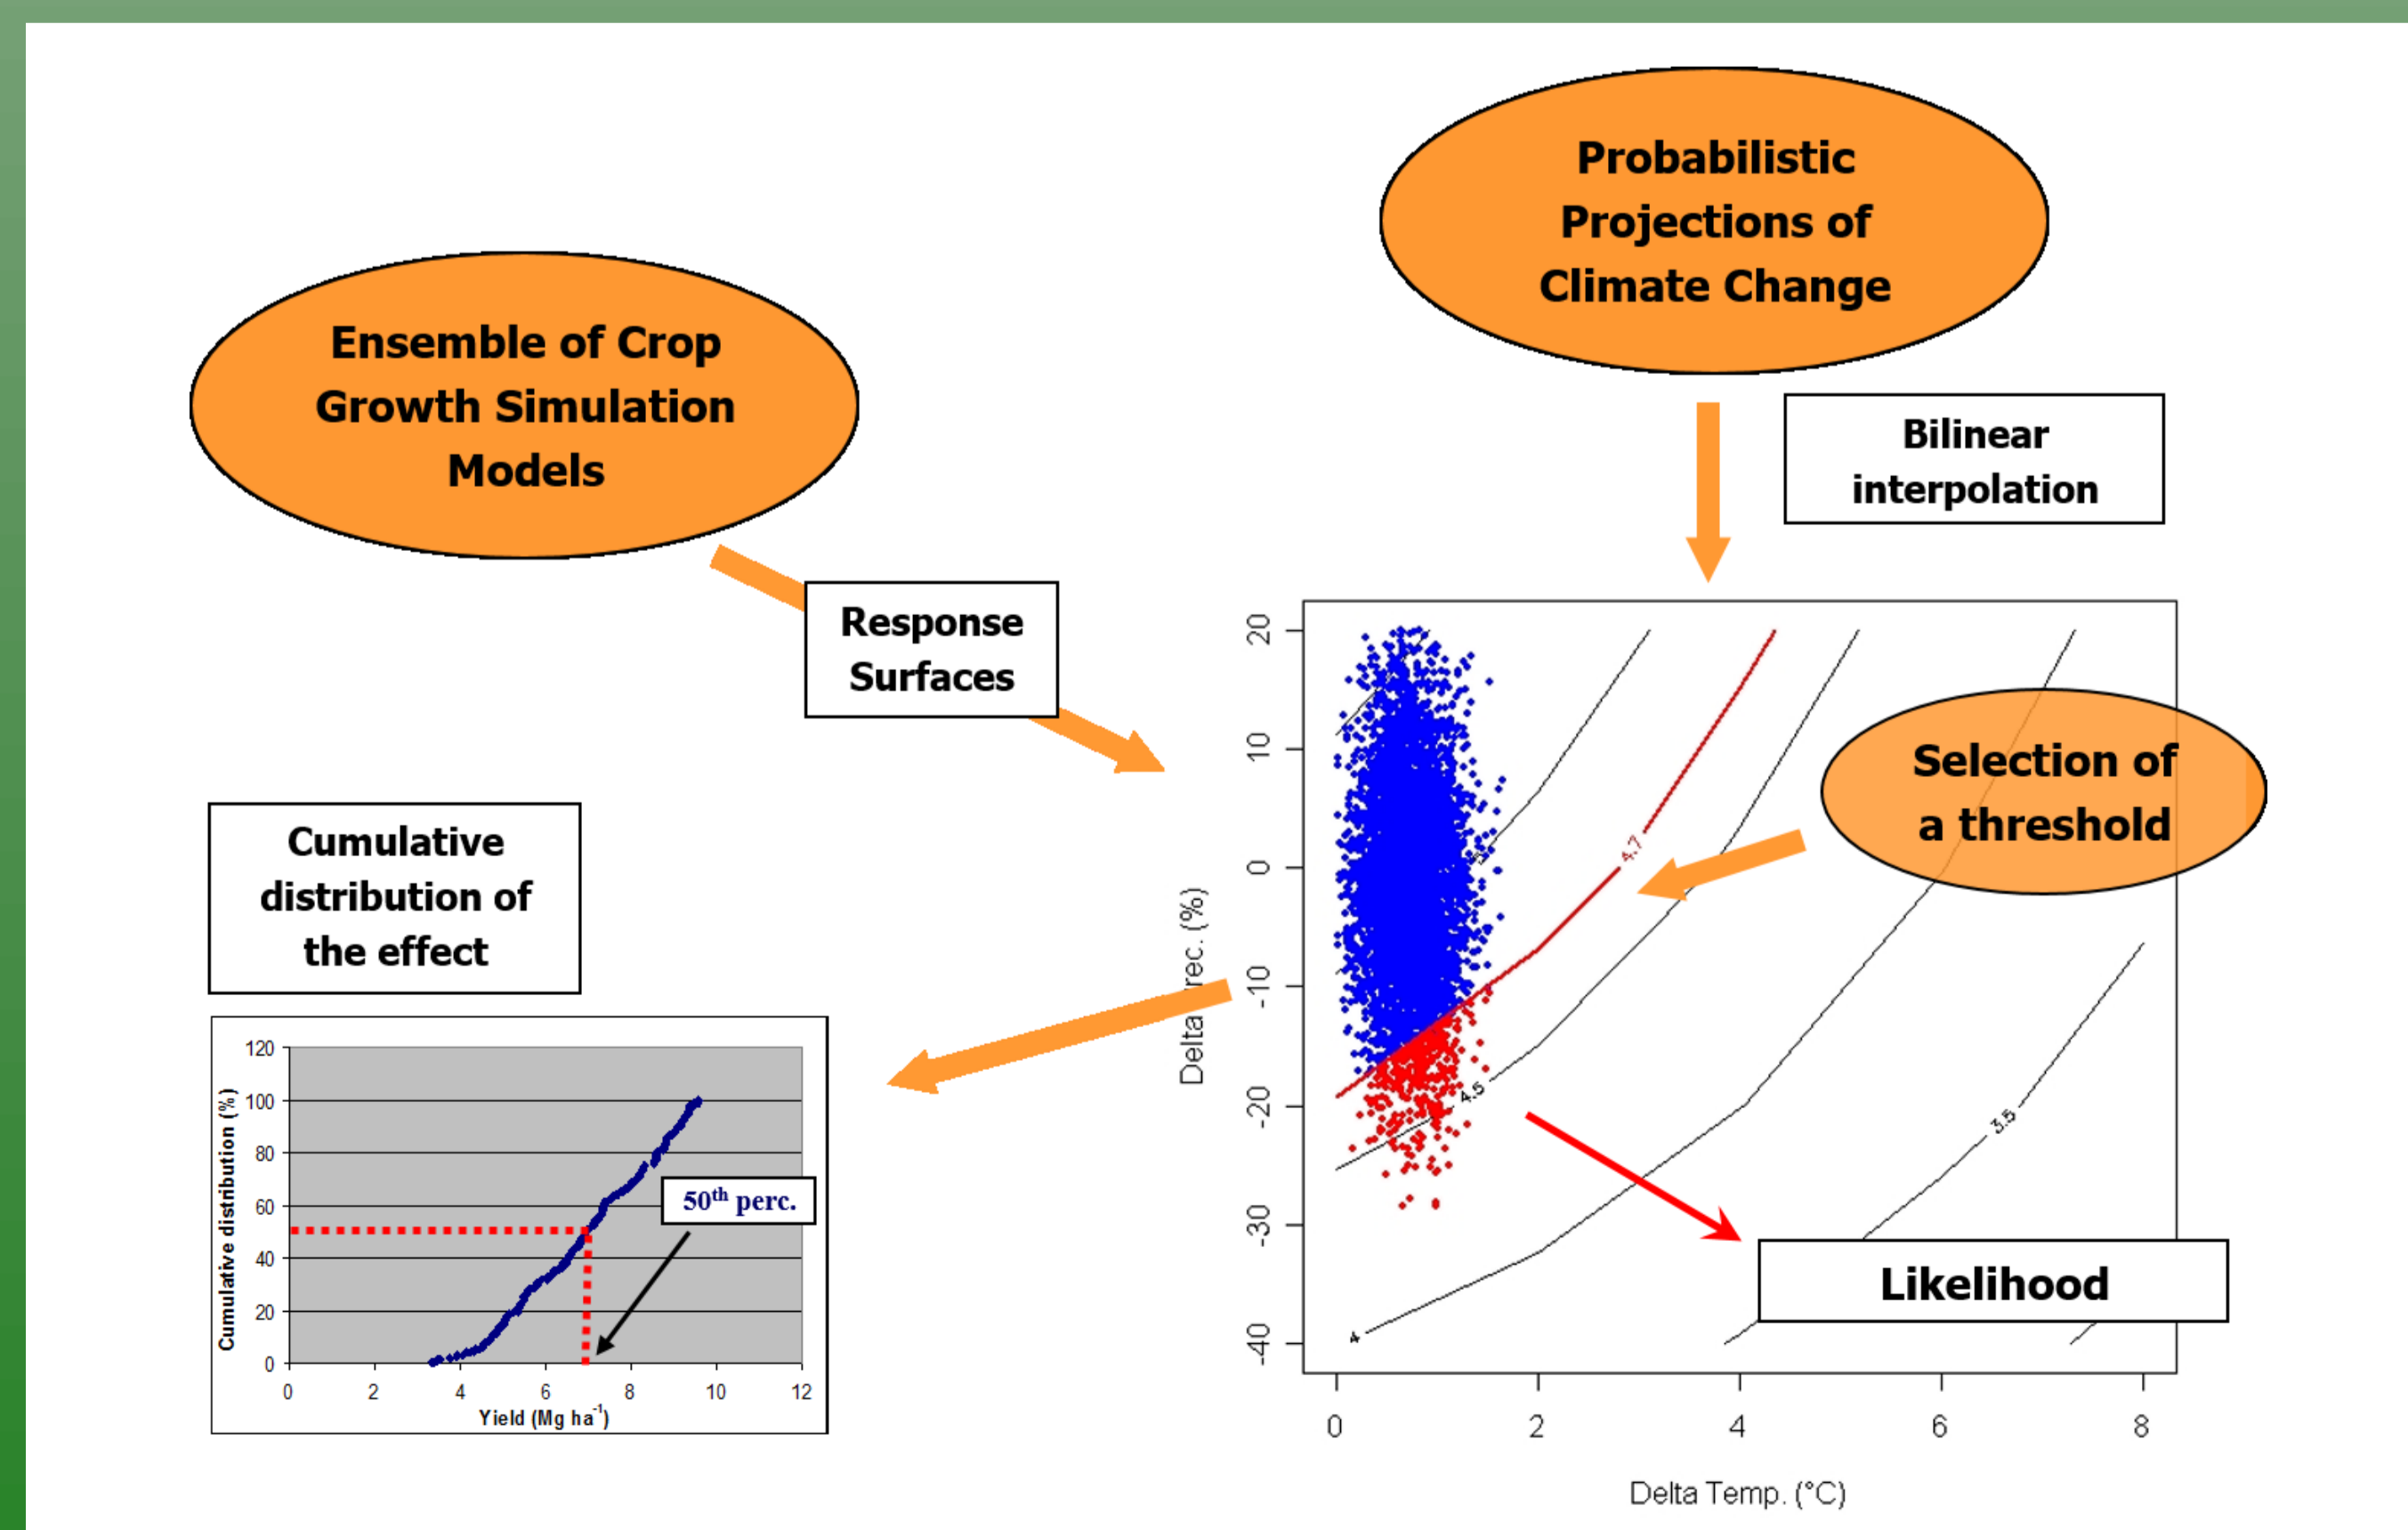 Probabilistic
Projections of
Climate Change
Ensemble of Crop
Growth Simulation
Models
Bilinear
interpolation
Response
Surfaces
Selection of
a threshold
Cumulative
distribution of
the effect
20
10
0
-10
-20
-30
-40
Delta rec. (%)
4.7
4.5
3.5
4
5
0
2
4
6
8
Delta Temp. (°C)
Likelihood
120
100
80
60
40
20
0
Cumulative distribution (%)
50th perc.
0
2
4
6
8
10
12
Yield (Mg ha-1)